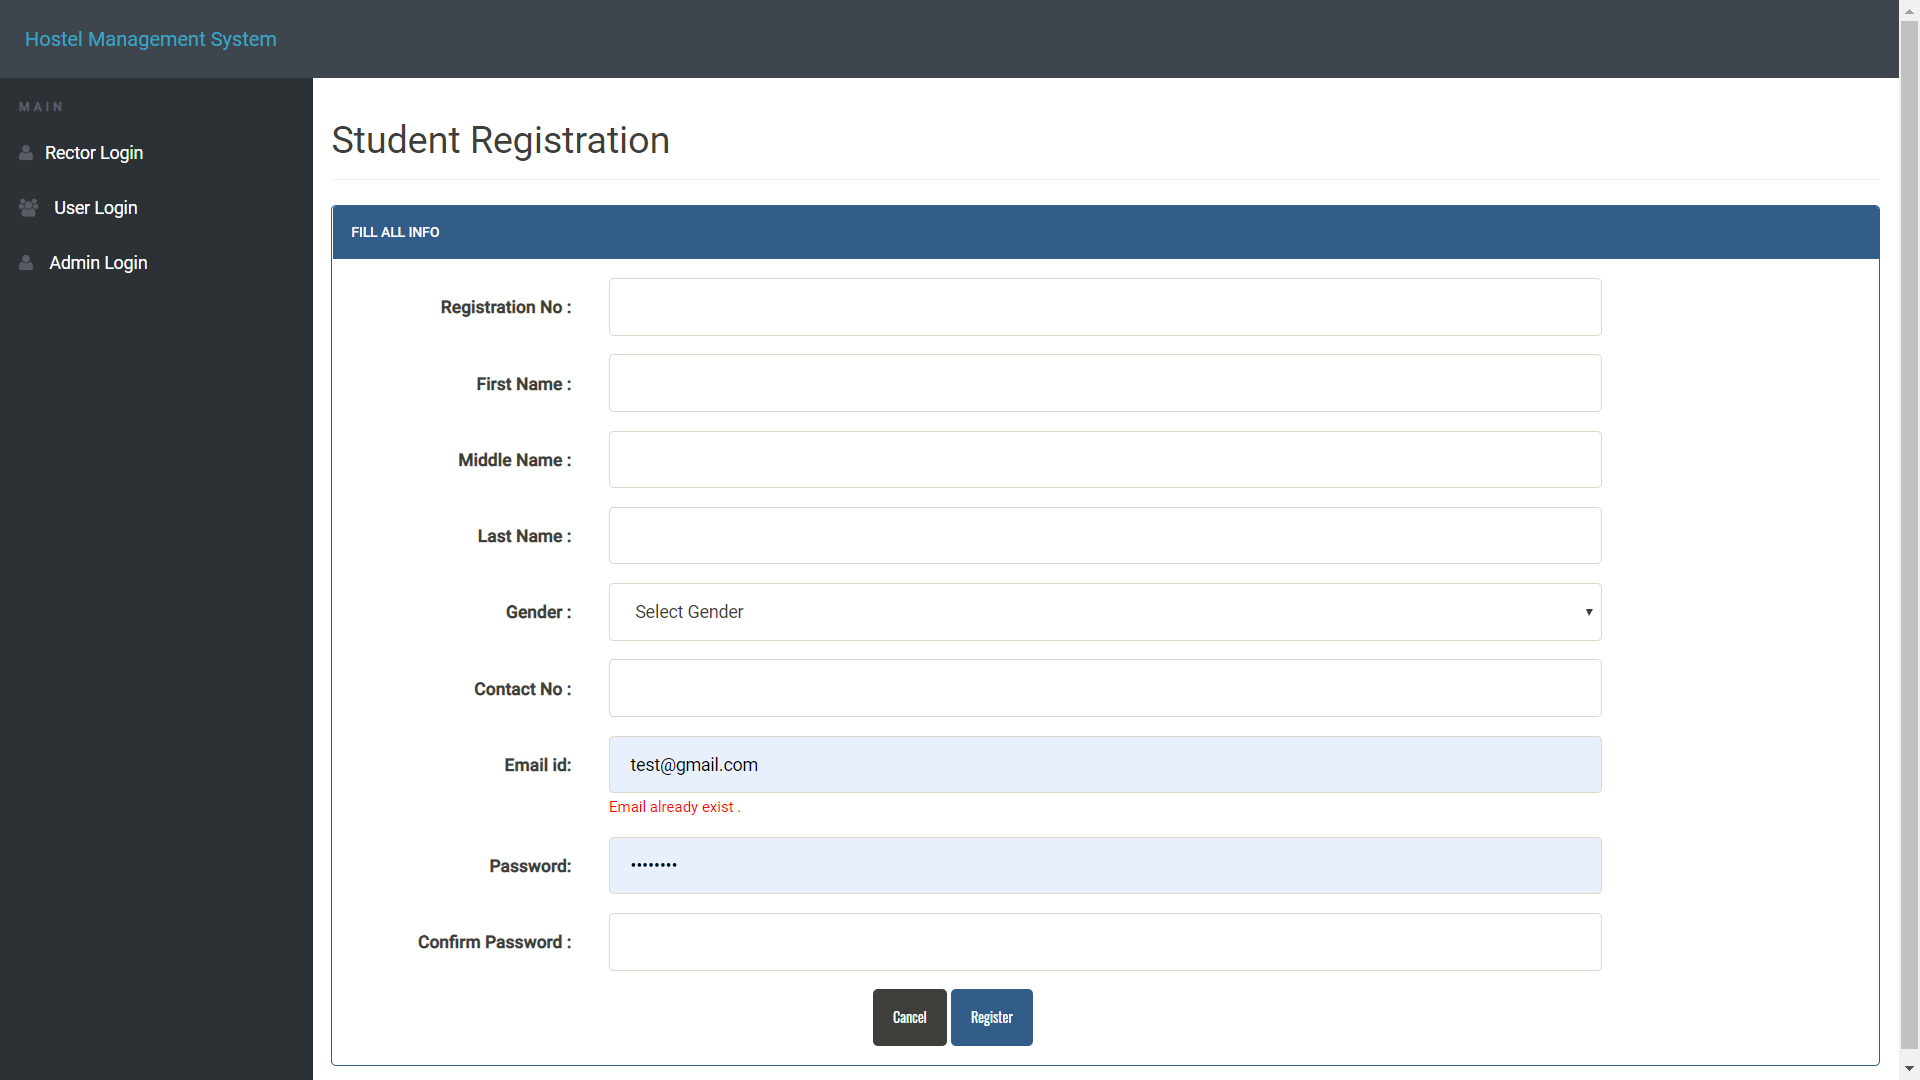 Hostel Management System
MAIN
Rector Login
User Login
Admin Login
Student Registration
FILL ALL INFO
Registration No :
First Name :
Middle Name :
Last Name :
Gender :
Select Gender
Contact No :
Email id:
test@gmail.com
Email already exist .
Password:
••••••••
Confirm Password :
Cancel
Register